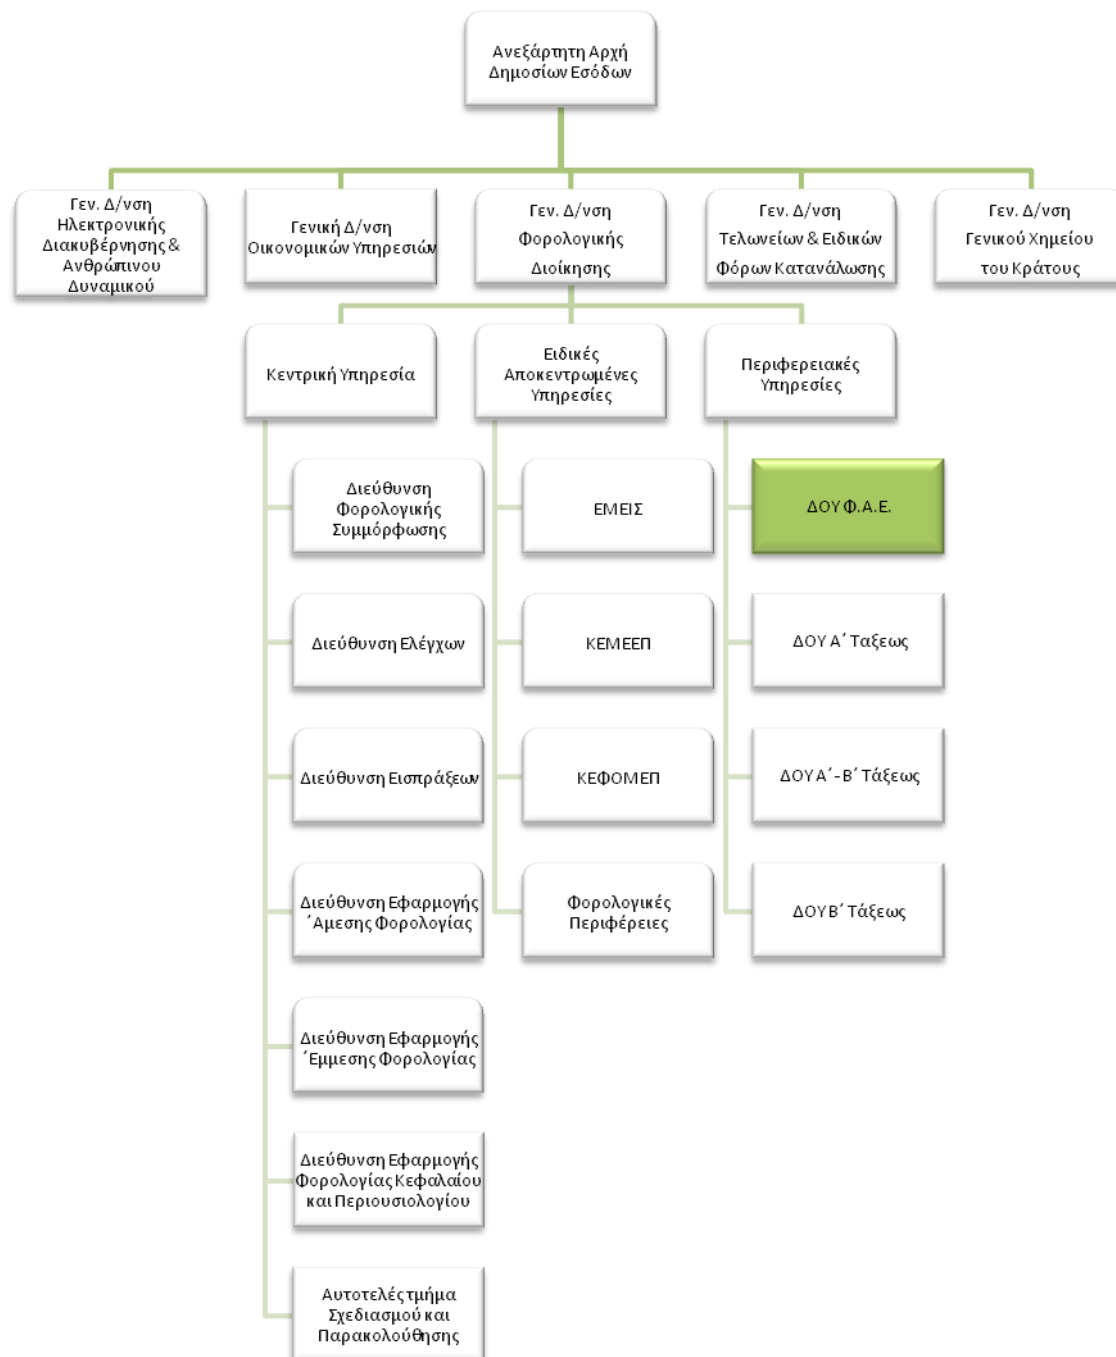 Ανεξάρτητη Αρχή
Δημοσίων Εσόδων
Γεν. Δ/νση
Ηλεκτρονικής
Διακυβέρνησης &
Ανθρώπινου
Δυναμικού
Γενική Δ/νση
Οικονομικών Υπηρεσιών
Γεν. Δ/νση
Φορολογικής
Διοίκησης
Γεν. Δ/νση
Τελωνείων & Ειδικών
Φόρων Κατανάλωσης
Γεν. Δ/νση
Γενικού Χημείου
του Κράτους
Κεντρική Υπηρεσία
Ειδικές
Αποκεντρωμένες
Υπηρεσίες
Περιφερειακές
Υπηρεσίες
Διεύθυνση
Φορολογικής
Συμμόρφωσης
Διεύθυνση Ελέγχων
Διεύθυνση Εισπράξεων
Διεύθυνση Εφαρμογής
΄Αμεσης Φορολογίας
Διεύθυνση Εφαρμογής
΄Εμμεσης Φορολογίας
Διεύθυνση Εφαρμογής
Φορολογίας Κεφαλαίου
και Περιουσιολογίου
Αυτοτελές τμήμα
Σχεδιασμού και
Παρακολούθησης
ΕΜΕΙΣ
ΚΕΜΕΕΠ
ΚΕΦΟΜΕΠ
Φορολογικές
Περιφέρειες
ΔΟΥ Φ.Α.Ε.
ΔΟΥ Α΄ Ταξεως
ΔΟΥ Α΄ - Β΄ Τάξεως
ΔΟΥ Β΄ Τάξεως